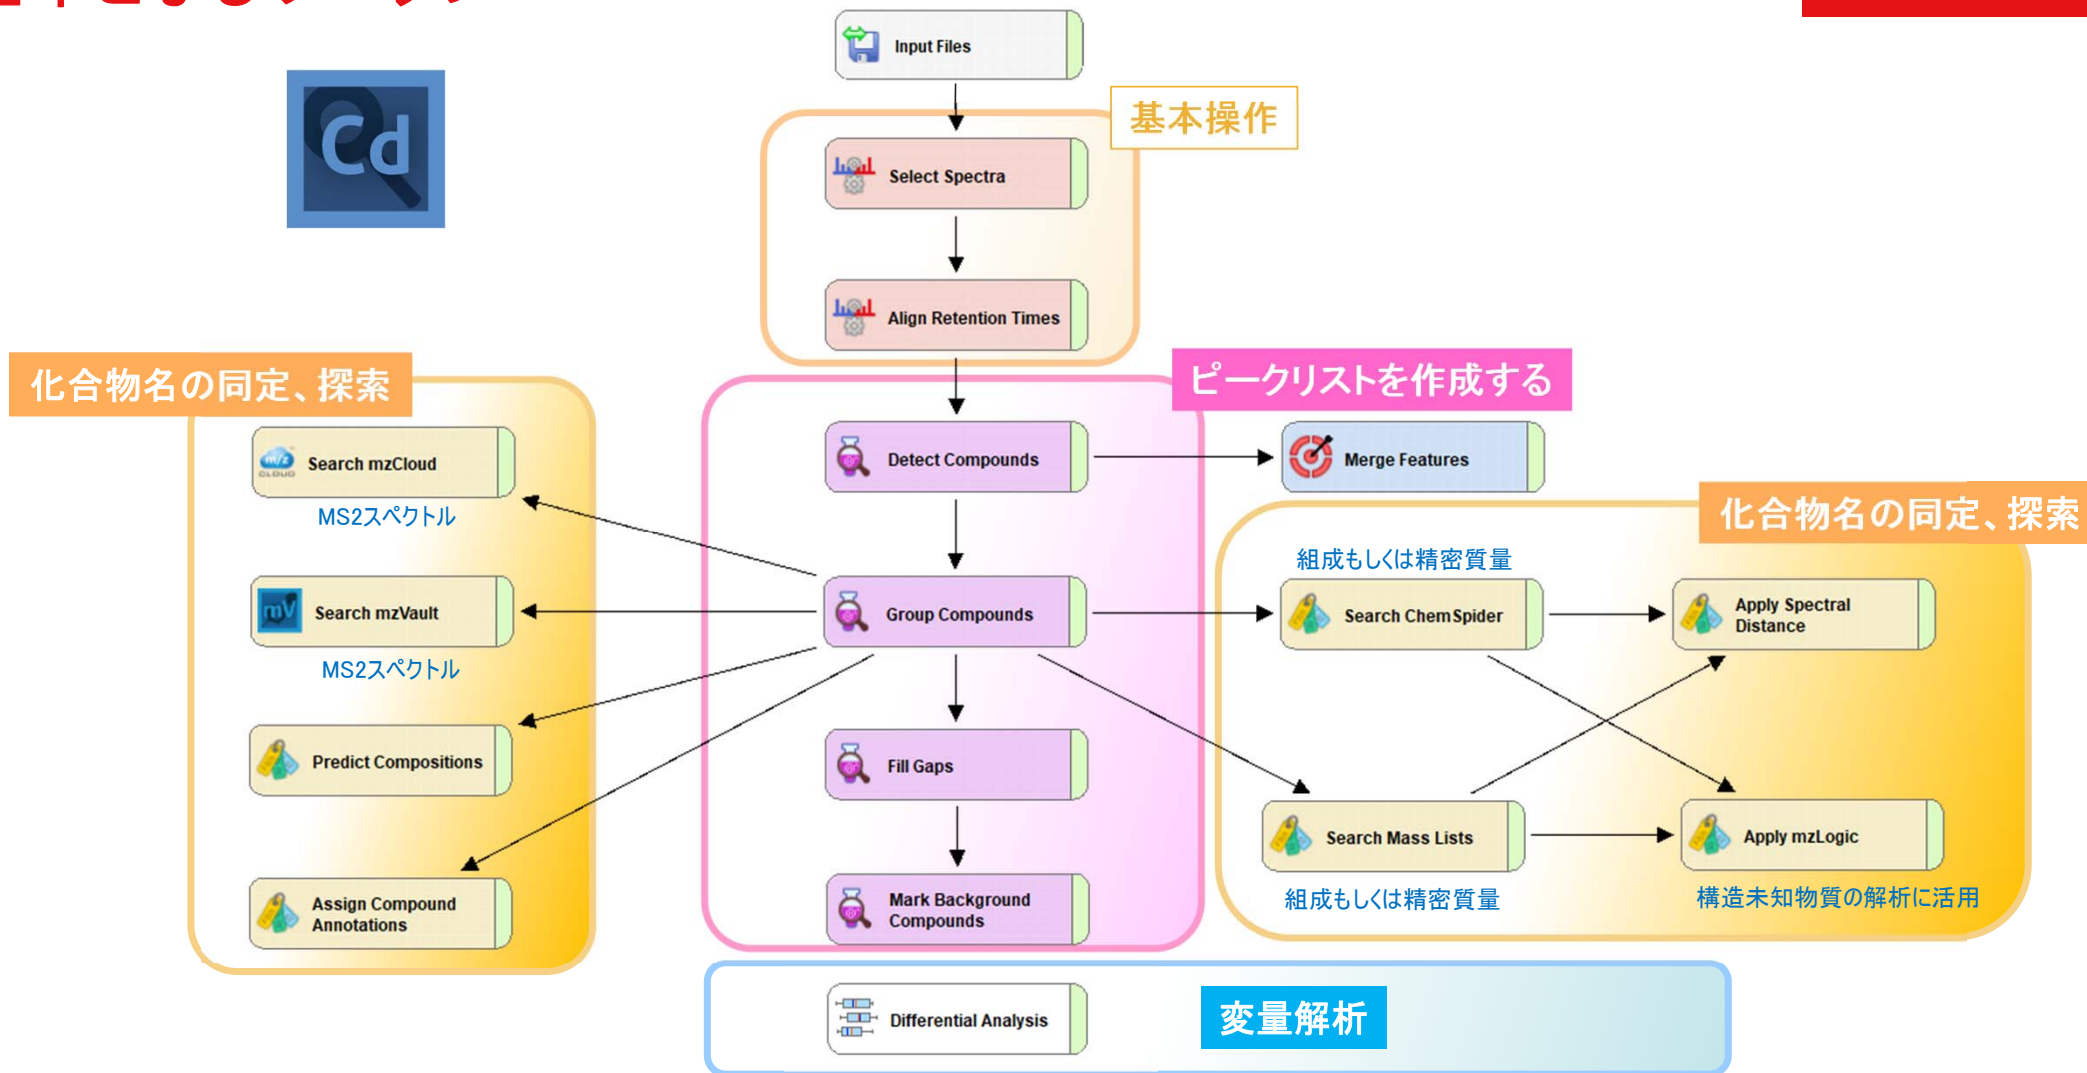 Input Files
Cd
基本操作
Select Spectra
Align Retention Times
化合物名の同定、探索
ピークリストを作成する
Search mzCloud
m/z
CLOUD
MS2スペクトル
Detect Compounds
Merge Features
化合物名の同定、探索
組成もしくは精密質量
mV
Search mzVault
MS2スペクトル
Group Compounds
Search ChemSpider
Apply Spectral
Distance
Predict Compositions
Fill Gaps
Search Mass Lists
組成もしくは精密質量
Apply mzLogic
構造未知物質の解析に活用
Assign Compound
Annotations
Mark Background
Compounds
Differential Analysis
変量解析